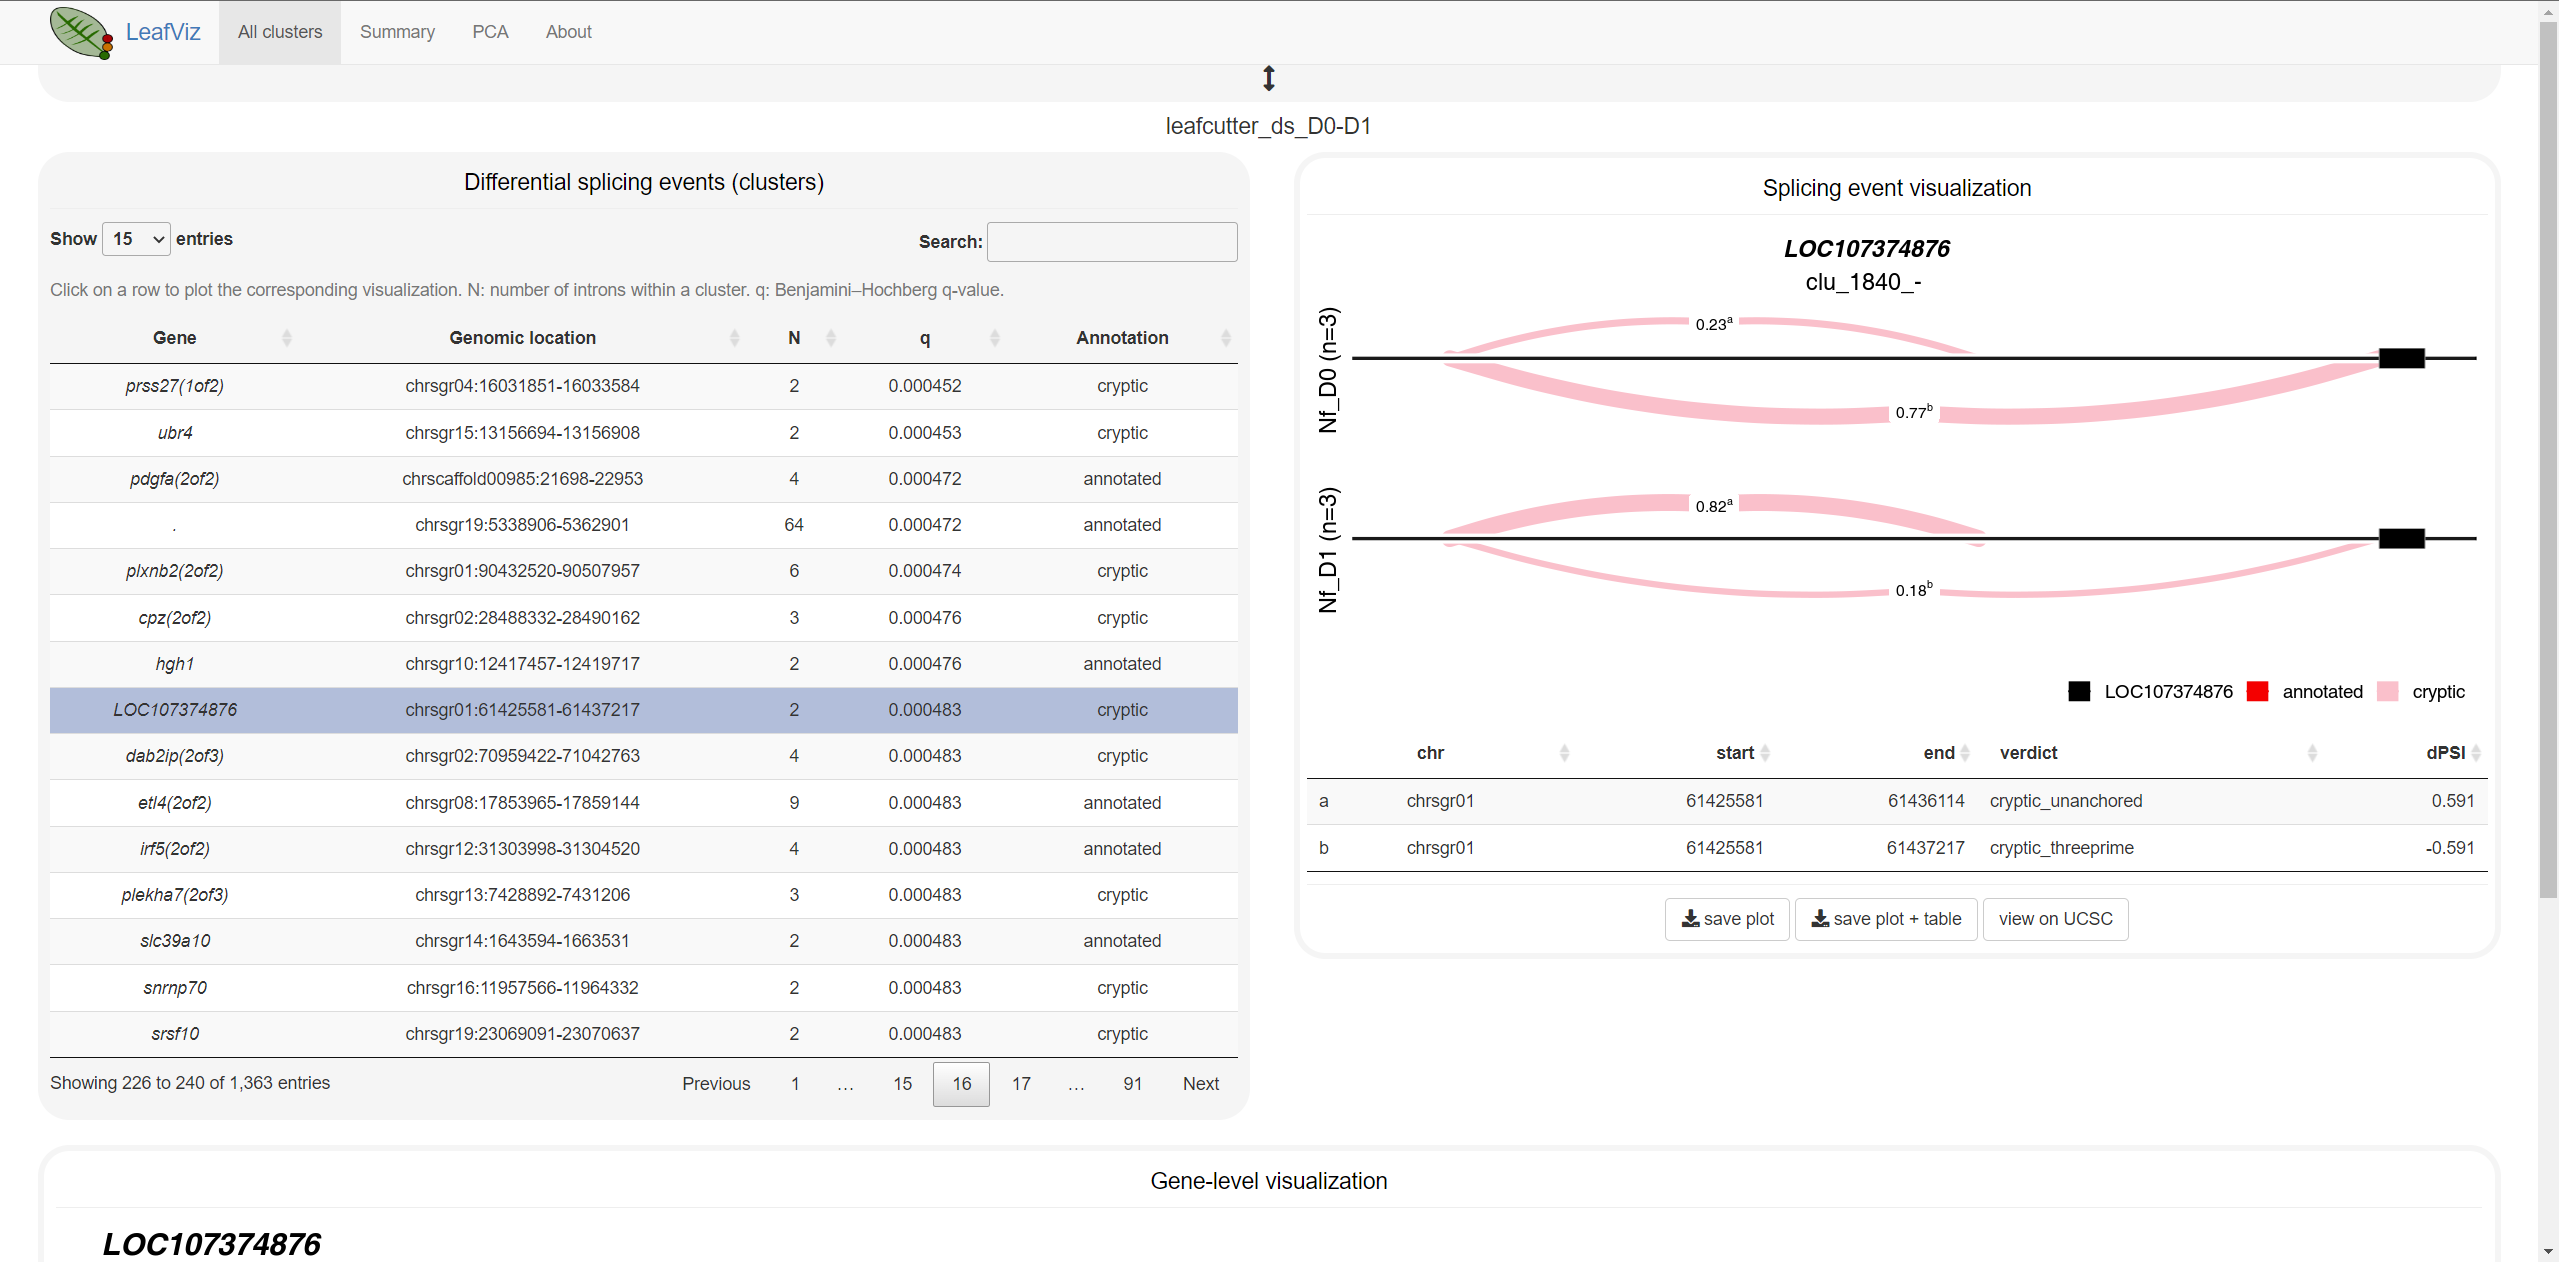 LeafViz All clusters Summary PCA About
leafcutter_ds_D0-D1
Differential splicing events (clusters)
Show 15 entries Search:
Click on a row to plot the corresponding visualization. N: number of introns within a cluster. q: Benjamini–Hochberg q-value.
Gene Genomic location N q Annotation
prss27(1of2) chrsgr04:16031851-16033584 2 0.000452 cryptic
ubr4 chrsgr15:13156694-13156908 2 0.000453 cryptic
pdgfa(2of2) chrscaffold00985:21698-22953 4 0.000472 annotated
. chrsgr19:5338906-5362901 64 0.000472 annotated
plxnb2(2of2) chrsgr01:90432520-90507957 6 0.000474 cryptic
cpz(2of2) chrsgr02:28488332-28490162 3 0.000476 cryptic
hgh1 chrsgr10:12417457-12419717 2 0.000476 annotated
LOC107374876 chrsgr01:61425581-61437217 2 0.000483 cryptic
dab2ip(2of3) chrsgr02:70959422-71042763 4 0.000483 cryptic
etl4(2of2) chrsgr08:17853965-17859144 9 0.000483 annotated
irf5(2of2) chrsgr12:31303998-31304520 4 0.000483 annotated
plekha7(2of3) chrsgr13:7428892-7431206 3 0.000483 cryptic
slc39a10 chrsgr14:1643594-1663531 2 0.000483 annotated
snrnp70 chrsgr16:11957566-11964332 2 0.000483 cryptic
srsf10 chrsgr19:23069091-23070637 2 0.000483 cryptic
Showing 226 to 240 of 1,363 entries Previous 1 … 15 16 17 … 91 Next
Splicing event visualization
LOC107374876
clu_1840_-
Nf_D0 (n=3)
0.23a
0.77b
Nf_D1 (n=3)
0.82a
0.18b
LOC107374876 annotated cryptic
chr start end verdict dPSI
a chrsgr01 61425581 61436114 cryptic_unanchored 0.591
b chrsgr01 61425581 61437217 cryptic_threeprime -0.591
save plot save plot + table view on UCSC
Gene-level visualization
LOC107374876